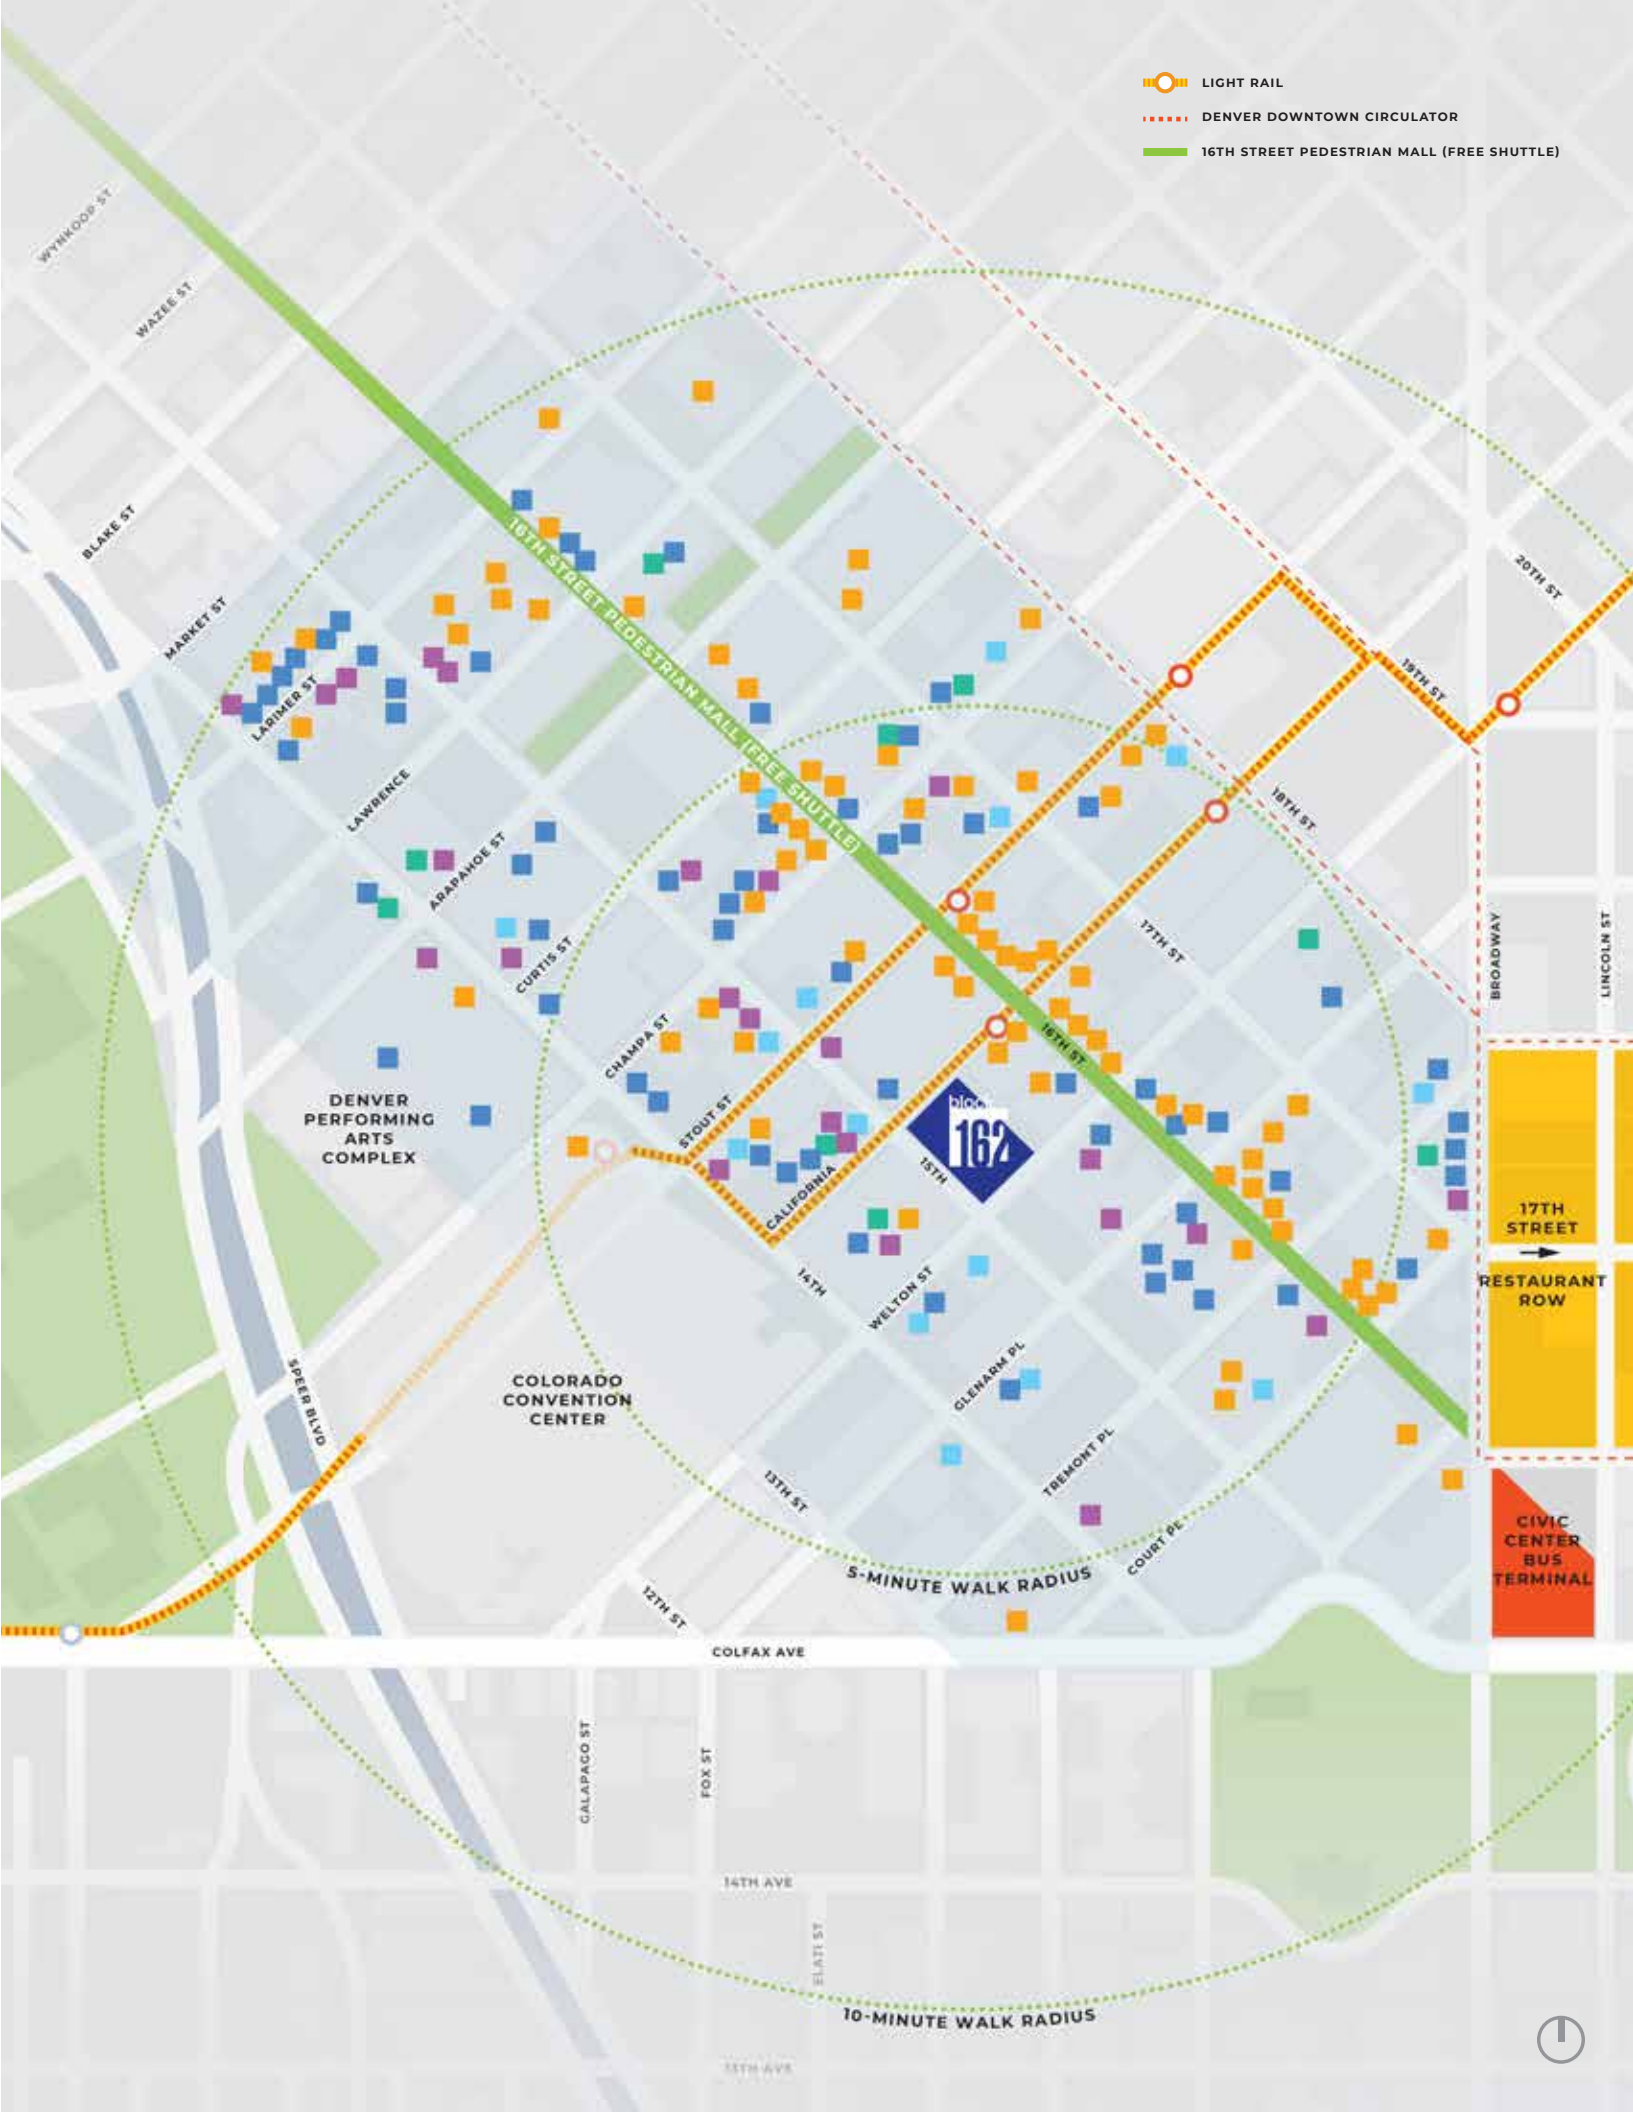 LIGHT RAIL
DENVER DOWNTOWN CIRCULATOR
16TH STREET PEDESTRIAN MALL (FREE SHUTTLE)
WYNKOOP ST
WAZEE ST
BLAKE ST
MARKET ST
LARIMER ST
LAWRENCE
ARAPAHOE ST
CURTIS ST
CHAMPA ST
STOUT ST
CALIFORNIA
WELTON ST
GLENARM PL
TREMONT PL
COURT PL
16TH STREET PEDESTRIAN MALL (FREE SHUTTLE)
16TH ST
20TH ST
19TH ST
18TH ST
17TH ST
15TH
14TH
13TH ST
12TH ST
BROADWAY
LINCOLN ST
block
162
DENVER
PERFORMING
ARTS
COMPLEX
COLORADO
CONVENTION
CENTER
SPEER BLVD
17TH
STREET
RESTAURANT
ROW
CIVIC
CENTER
BUS
TERMINAL
5-MINUTE WALK RADIUS
COLFAX AVE
GALAPAGO ST
FOX ST
14TH AVE
ELATI ST
10-MINUTE WALK RADIUS
13TH AVE